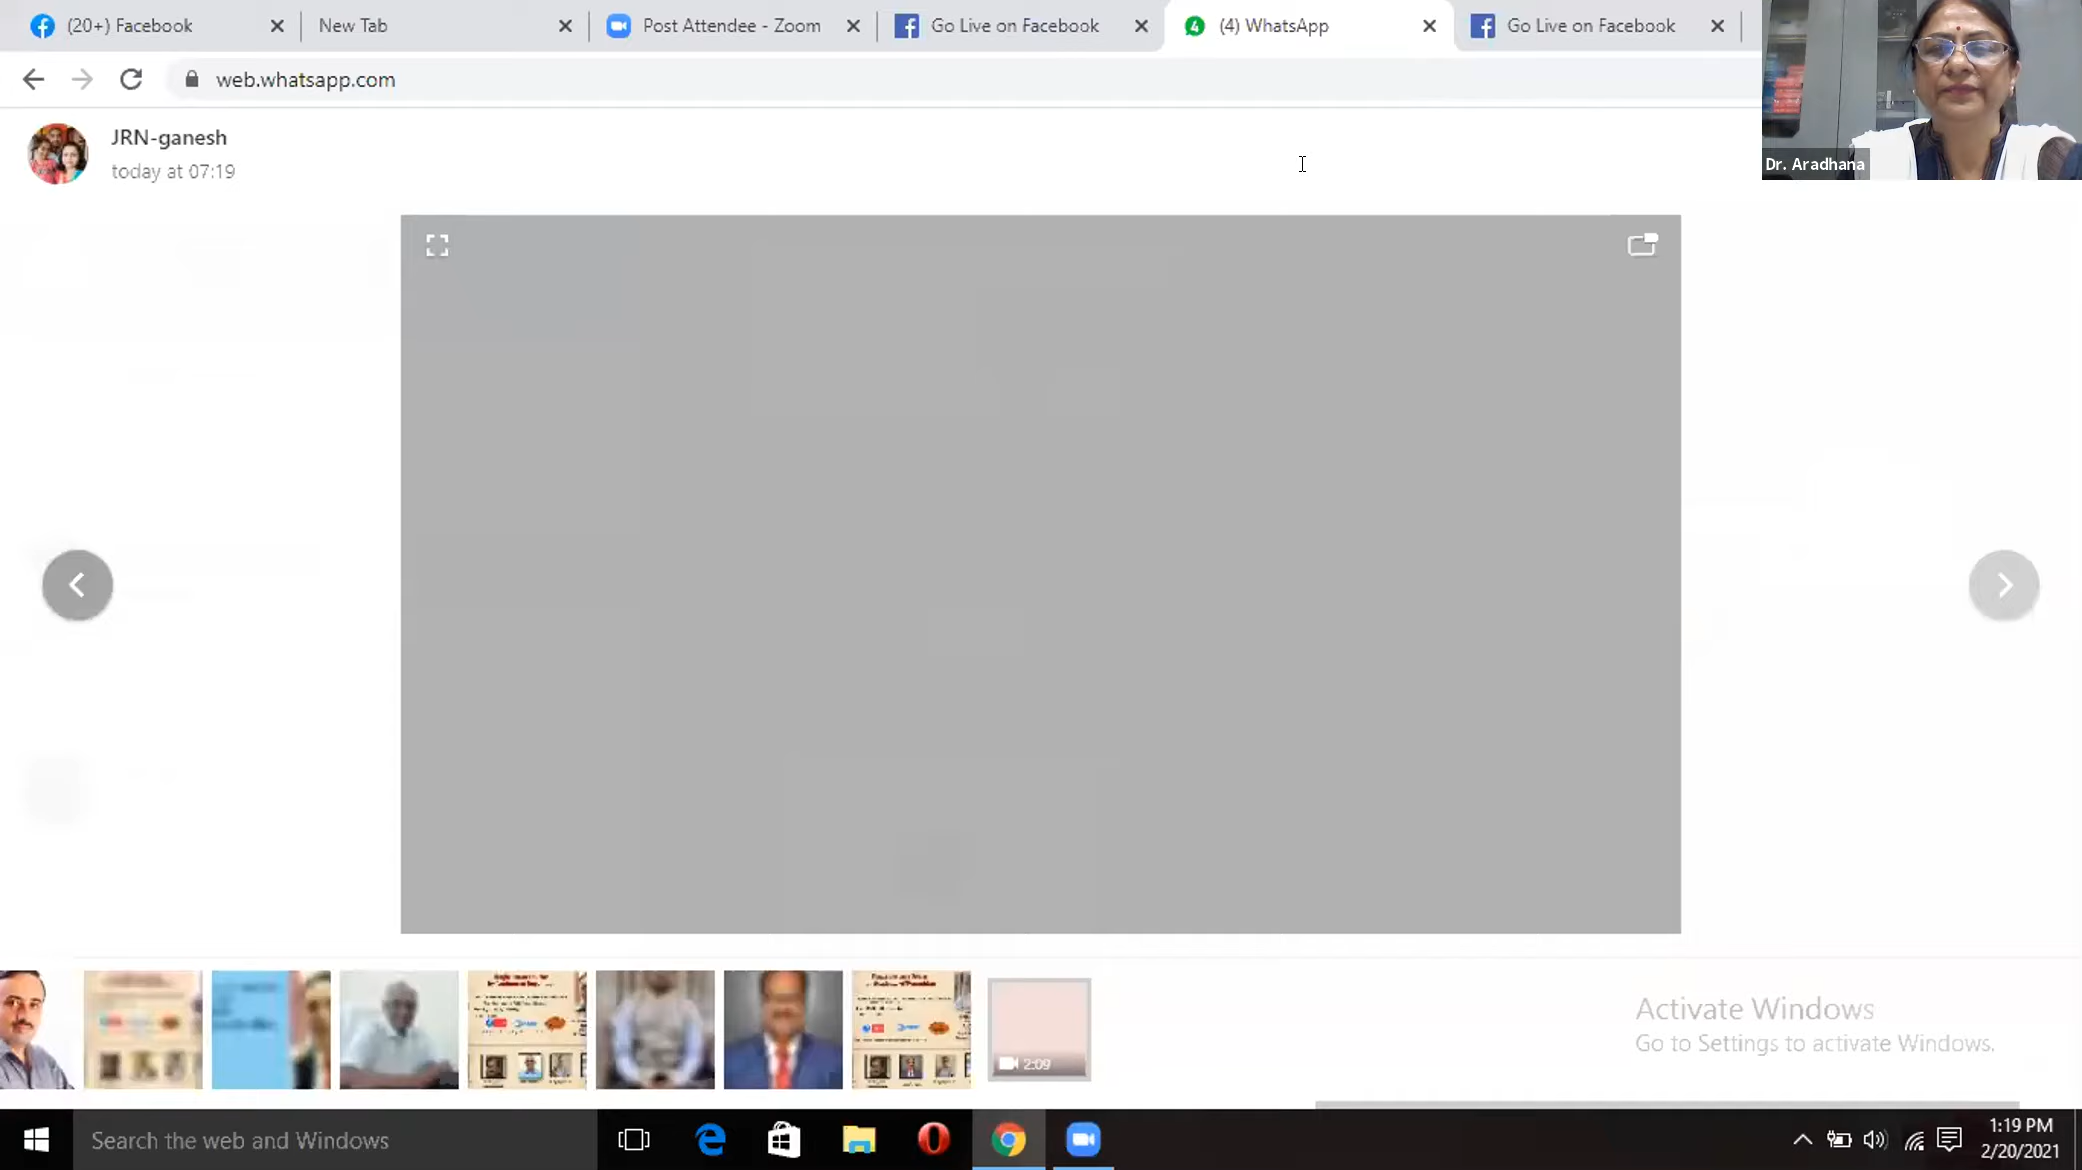 (20+) Facebook
New Tab
Post Attendee - Zoom
Go Live on Facebook
4
(4) WhatsApp
Go Live on Facebook
web.whatsapp.com
JRN-ganesh
today at 07:19
Dr. Aradhana
2:09
Activate Windows
Go to Settings to activate Windows.
Search the web and Windows
1:19 PM
2/20/2021